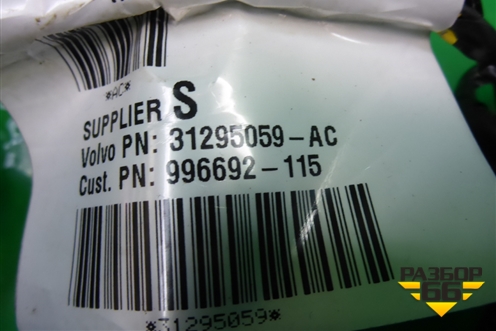 *AC*
SUPPLIER S
Volvo PN: 31295059-AC
Cust. PN: 996692-115
*31295059*
РАЗБОР
66